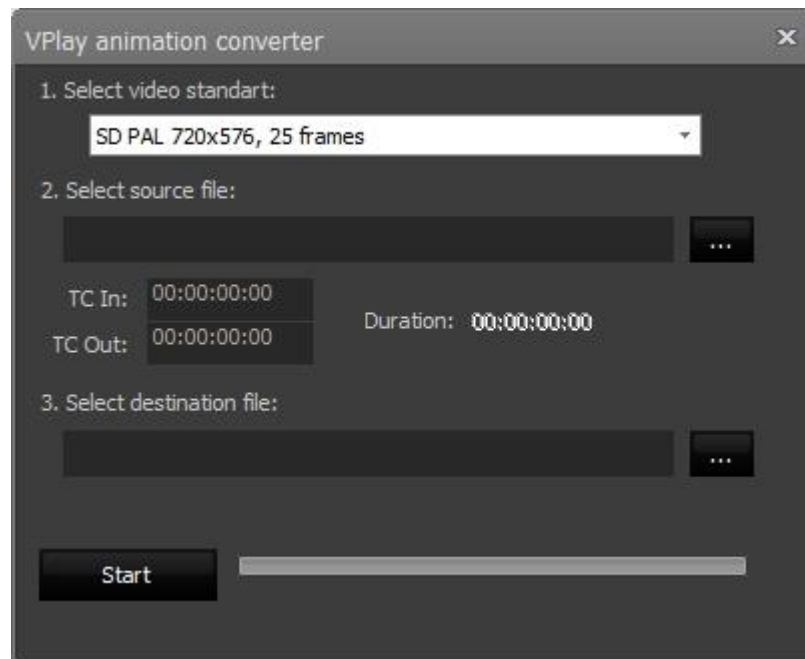 VPlay animation converter
1. Select video standart:
SD PAL 720x576, 25 frames
2. Select source file:
...
TC In: 00:00:00:00
Duration: 00:00:00:00
TC Out: 00:00:00:00
3. Select destination file:
...
Start